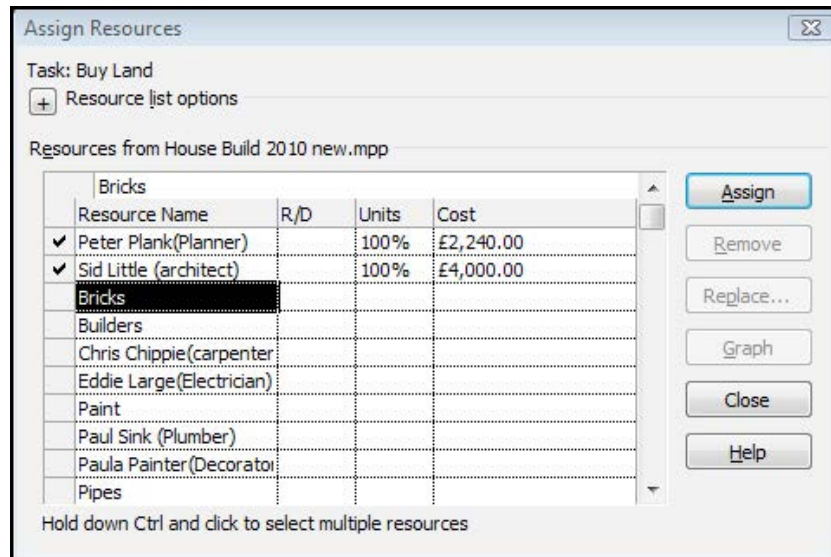 Assign Resources
Task: Buy Land
+ Resource list options
Resources from House Build 2010 new.mpp
Bricks
Resource Name R/D Units Cost
Peter Plank(Planner) 100% £2,240.00
Sid Little (architect) 100% £4,000.00
Bricks
Builders
Chris Chippie(carpenter
Eddie Large(Electrician)
Paint
Paul Sink (Plumber)
Paula Painter(Decorator
Pipes
Assign
Remove
Replace...
Graph
Close
Help
Hold down Ctrl and click to select multiple resources